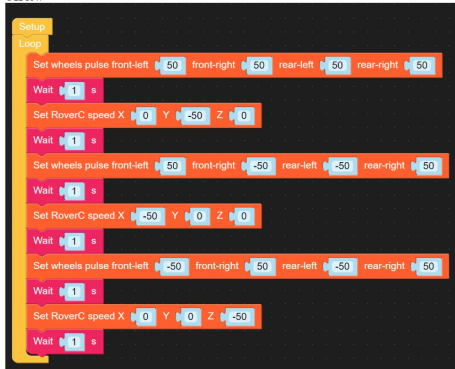 Setup
Loop
Set wheels pulse front-left 50 front-right 50 rear-left 50 rear-right 50
Wait 1 s
Set RoverC speed X 0 Y -50 Z 0
Wait 1 s
Set wheels pulse front-left 50 front-right -50 rear-left -50 rear-right 50
Wait 1 s
Set RoverC speed X -50 Y 0 Z 0
Wait 1 s
Set wheels pulse front-left -50 front-right 50 rear-left -50 rear-right 50
Wait 1 s
Set RoverC speed X 0 Y 0 Z -50
Wait 1 s